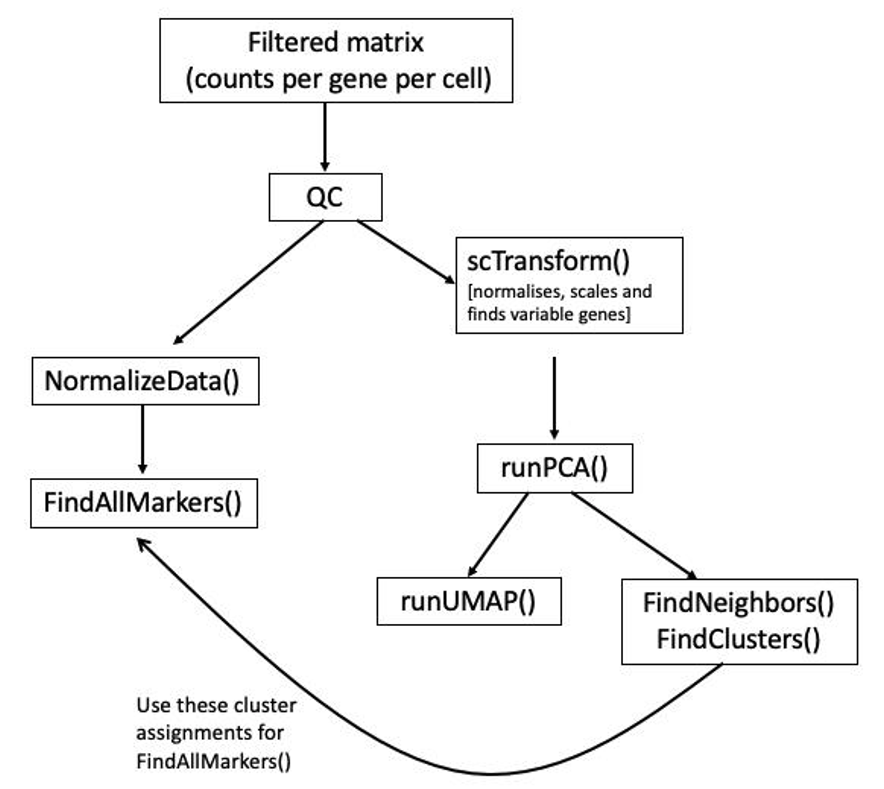 Filtered matrix
(counts per gene per cell)
QC
scTransform()
[normalises, scales and
finds variable genes]
NormalizeData()
runPCA()
FindAllMarkers()
runUMAP()
FindNeighbors()
FindClusters()
Use these cluster
assignments for
FindAllMarkers()